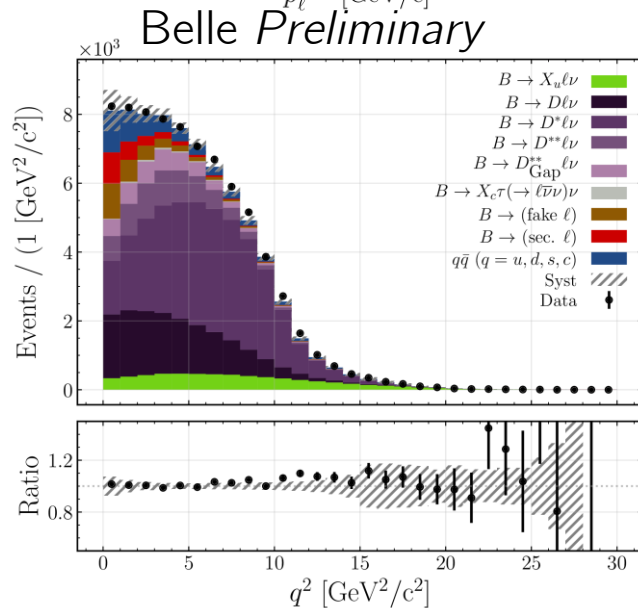 Belle Preliminary
×10³
B → X_u ℓν
B → Dℓν
B → D*ℓν
B → D**ℓν
B → D**_Gap ℓν
B → X_c τ(→ ℓν̄ν)ν
B → (fake ℓ)
B → (sec. ℓ)
qq̄ (q = u, d, s, c)
Syst
Data
Events / (1 [GeV²/c²])
8
6
4
2
0
Ratio
1.2
0.8
0 5 10 15 20 25 30
q² [GeV²/c²]